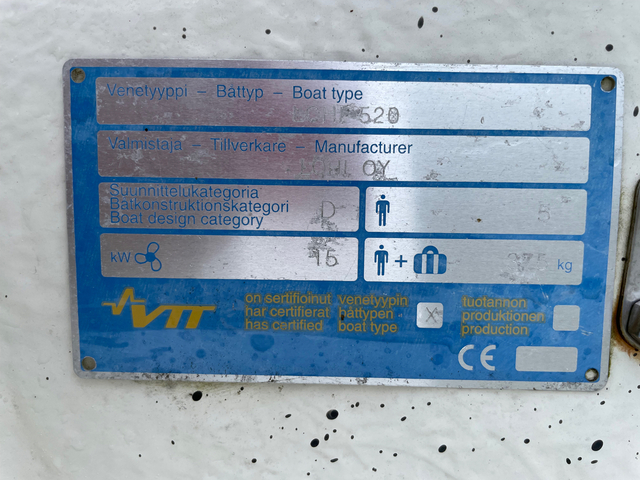 Venetyyppi – Båttyp – Boat type
520
Valmistaja – Tillverkare – Manufacturer
OY
Suunnittelukategoria
Båtkonstruktionskategori
Boat design category
D
kW 15
+ kg
VTT
on sertifioinut venetyypin tuotannon
har certifierat båttypen X produktionen
has certified boat type production
CE